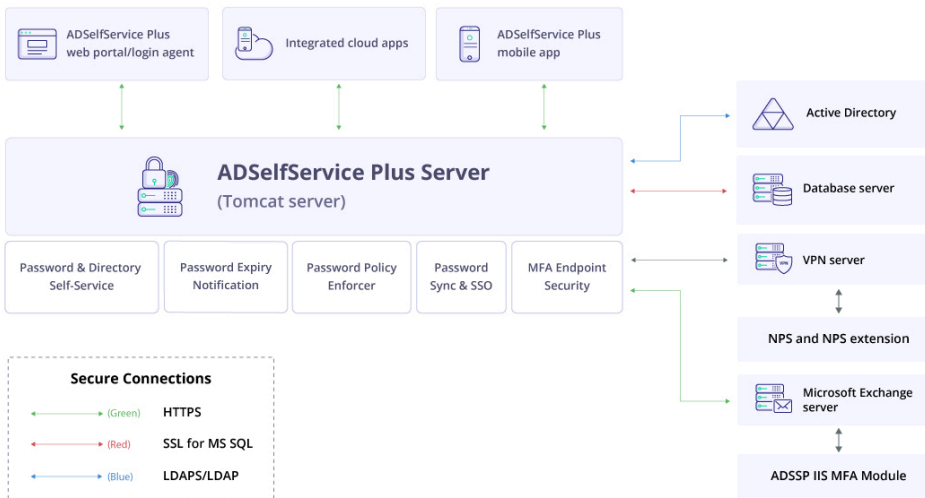 ADSelfService Plus
web portal/login agent
Integrated cloud apps
ADSelfService Plus
mobile app
ADSelfService Plus Server
(Tomcat server)
Password & Directory
Self-Service
Password Expiry
Notification
Password Policy
Enforcer
Password
Sync & SSO
MFA Endpoint
Security
Active Directory
Database server
VPN
VPN server
NPS and NPS extension
Microsoft Exchange
server
ADSSP IIS MFA Module
Secure Connections
(Green) HTTPS
(Red) SSL for MS SQL
(Blue) LDAPS/LDAP